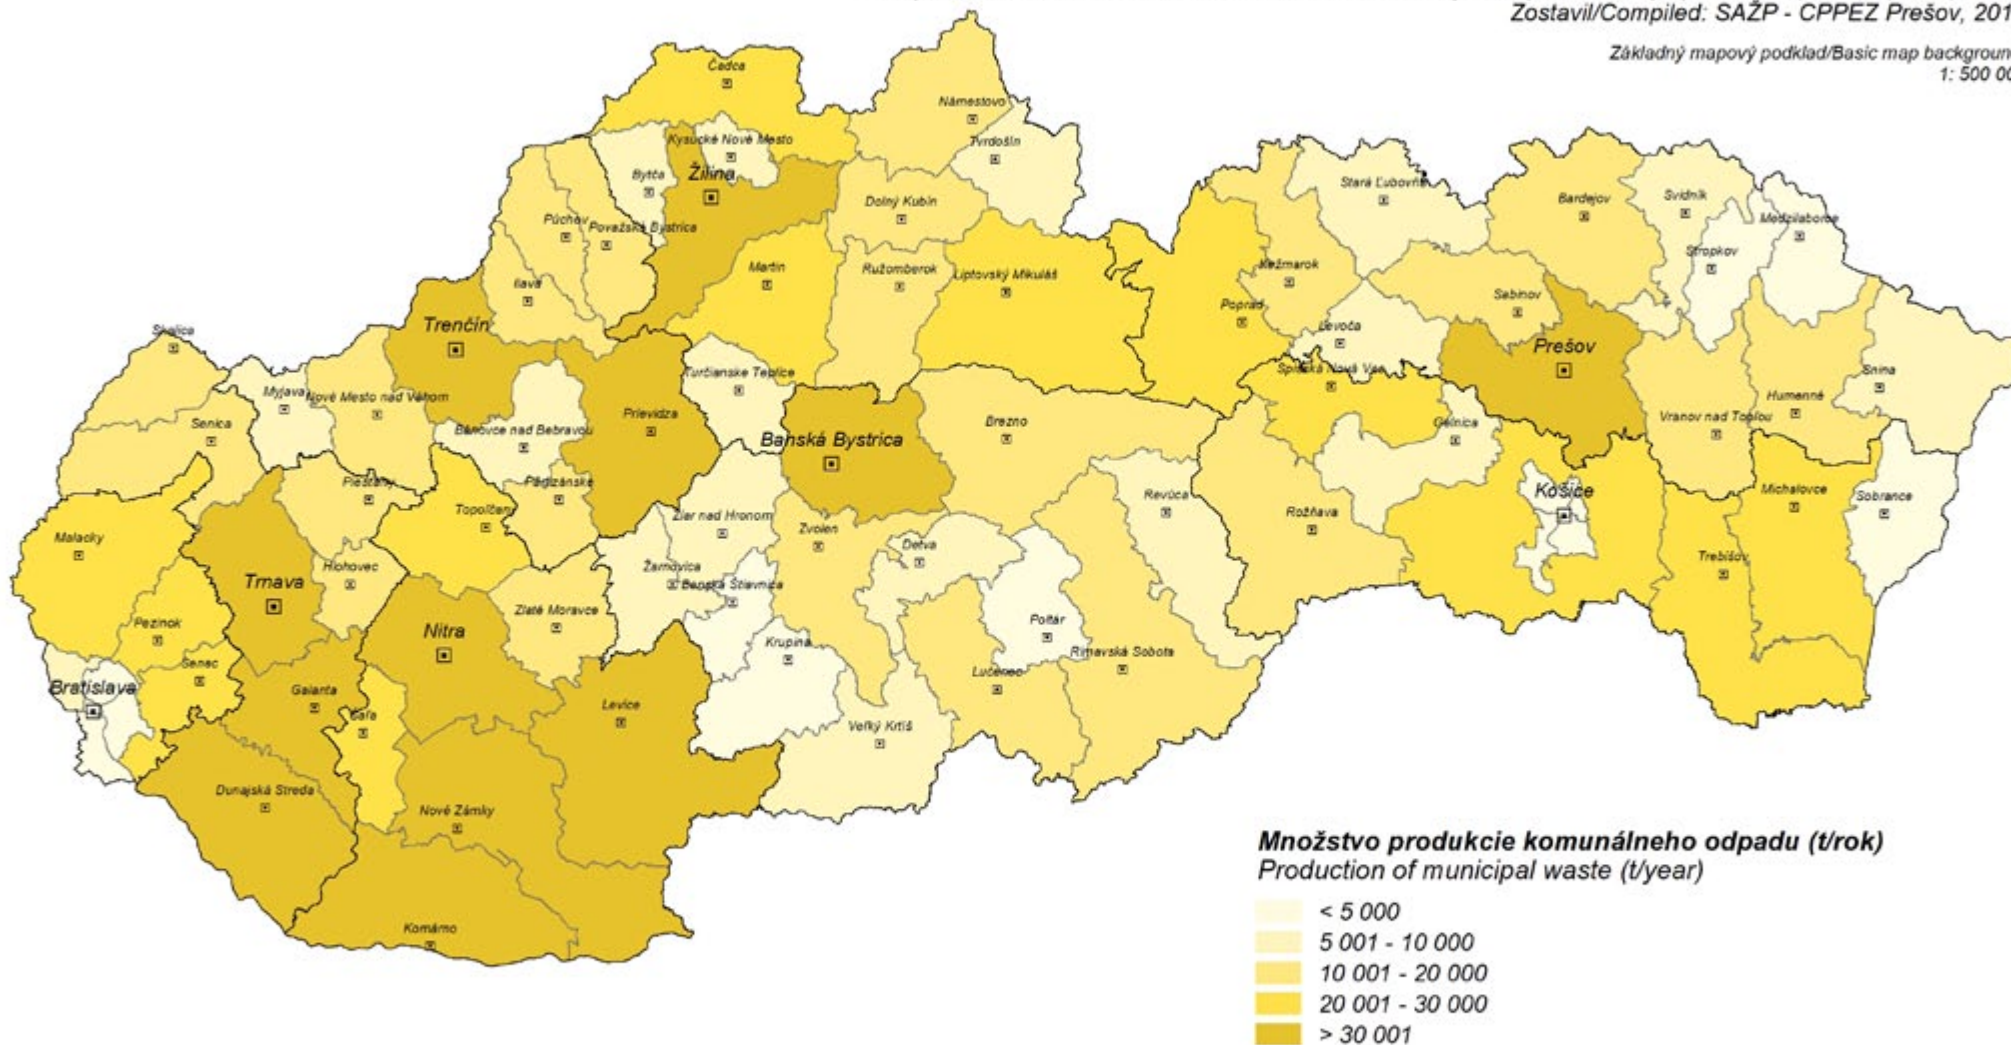 Zostavil/Compiled: SAŽP - CPPEZ Prešov, 201
Základný mapový podklad/Basic map background
1: 500 00
Čadca
Námestovo
Kysucké Nové Mesto
Tvrdošín
Bytča
Žilina
Stará Ľubovňa
Bardejov
Svidník
Medzilaborce
Dolný Kubín
Púchov
Považská Bystrica
Stropkov
Martin
Ružomberok
Liptovský Mikuláš
Kežmarok
Ilava
Poprad
Sabinov
Trenčín
Levoča
Skalica
Prešov
Turčianske Teplice
Spišská Nová Ves
Snina
Myjava
Nové Mesto nad Váhom
Humenné
Prievidza
Vranov nad Topľou
Senica
Bánovce nad Bebravou
Banská Bystrica
Brezno
Gelnica
Piešťany
Partizánske
Revúca
Košice
Michalovce
Sobrance
Topoľčany
Žiar nad Hronom
Rožňava
Malacky
Zvolen
Detva
Trebišov
Hlohovec
Žarnovica
Trnava
Banská Štiavnica
Zlaté Moravce
Pezinok
Nitra
Poltár
Krupina
Rimavská Sobota
Senec
Bratislava
Galanta
Lučenec
Levice
Šaľa
Veľký Krtíš
Dunajská Streda
Nové Zámky
Komárno
Množstvo produkcie komunálneho odpadu (t/rok)
Production of municipal waste (t/year)
< 5 000
5 001 - 10 000
10 001 - 20 000
20 001 - 30 000
> 30 001